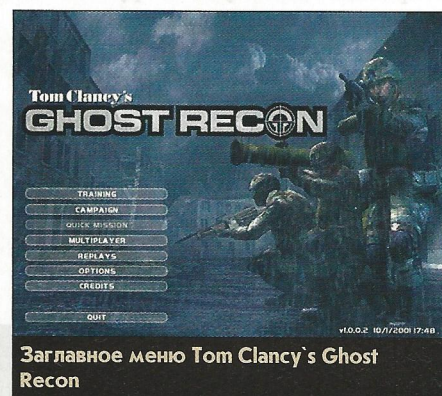 Tom Clancy's
GHOST RECON
TRAINING
CAMPAIGN
QUICK MISSION
MULTIPLAYER
REPLAYS
OPTIONS
CREDITS
QUIT
v1.0.0.2 10/1/2001 17:48
Заглавное меню Tom Clancy`s Ghost
Recon